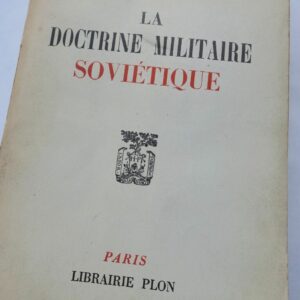 LA
DOCTRINE MILITAIRE
SOVIÉTIQUE
PARIS
LIBRAIRIE PLON